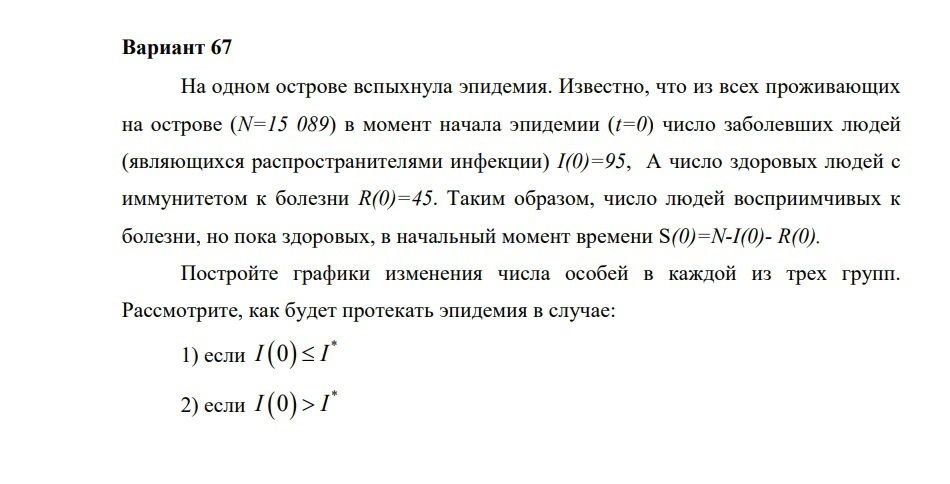 Вариант 67
На одном острове вспыхнула эпидемия. Известно, что из всех проживающих
на острове (N=15 089) в момент начала эпидемии (t=0) число заболевших людей
(являющихся распространителями инфекции) I(0)=95, А число здоровых людей с
иммунитетом к болезни R(0)=45. Таким образом, число людей восприимчивых к
болезни, но пока здоровых, в начальный момент времени S(0)=N-I(0)- R(0).
Постройте графики изменения числа особей в каждой из трех групп.
Рассмотрите, как будет протекать эпидемия в случае:
1) если I(0) ≤ I*
2) если I(0) > I*